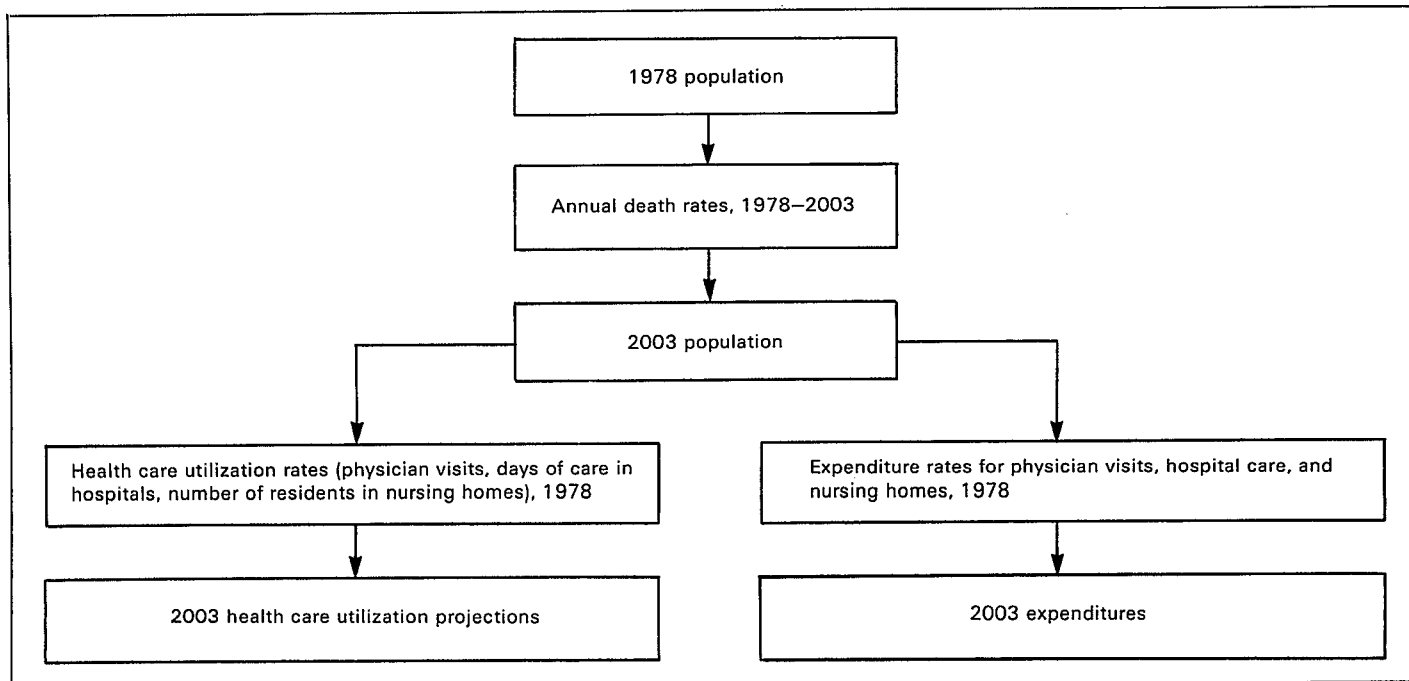 1978 population
Annual death rates, 1978–2003
2003 population
Health care utilization rates (physician visits, days of care in
hospitals, number of residents in nursing homes), 1978
Expenditure rates for physician visits, hospital care, and
nursing homes, 1978
2003 health care utilization projections
2003 expenditures